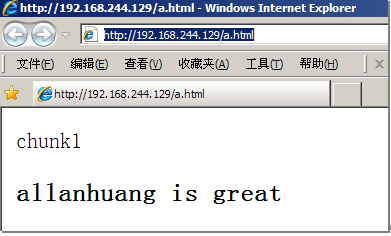 http://192.168.244.129/a.html - Windows Internet Explorer
http://192.168.244.129/a.html
文件(F) 编辑(E) 查看(V) 收藏夹(A) 工具(T) 帮助(H)
http://192.168.244.129/a.html
chunk1
allanhuang is great